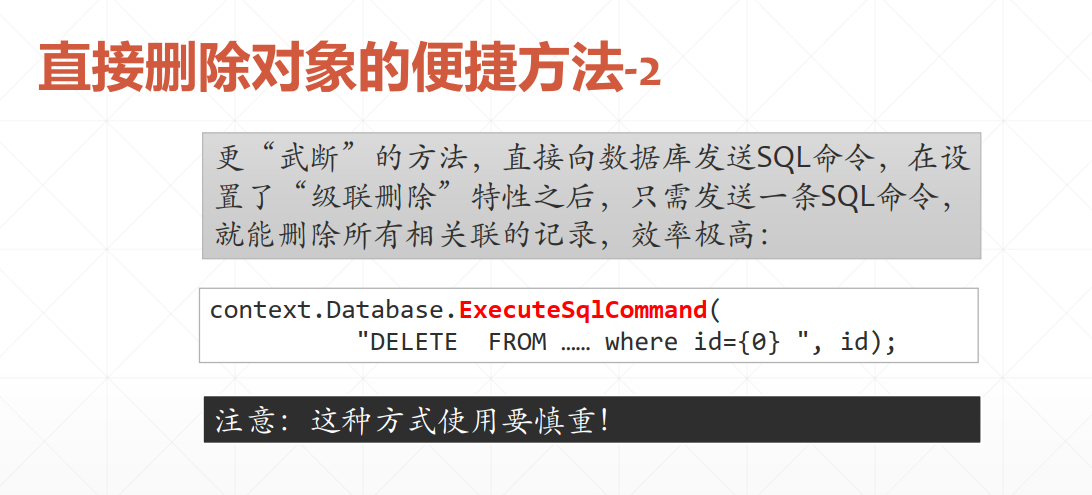 直接删除对象的便捷方法-2
更“武断”的方法，直接向数据库发送SQL命令，在设
置了“级联删除”特性之后，只需发送一条SQL命令，
就能删除所有相关联的记录，效率极高：
context.Database.ExecuteSqlCommand(
"DELETE  FROM …… where id={0} ", id);
注意：这种方式使用要慎重！